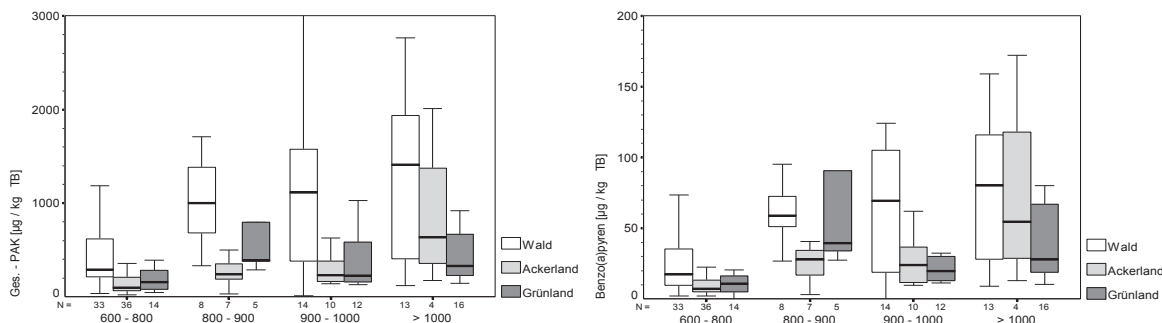 Ges. - PAK [µg / kg TB]
3000
2000
1000
0
N =
33 36 14 8 7 5 14 10 12 13 4 16
600 - 800 800 - 900 900 - 1000 > 1000
Wald
Ackerland
Grünland
Benzo(a)pyren [µg / kg TB]
200
150
100
50
0
N =
33 36 14 8 7 5 14 10 12 13 4 16
600 - 800 800 - 900 900 - 1000 > 1000
Wald
Ackerland
Grünland